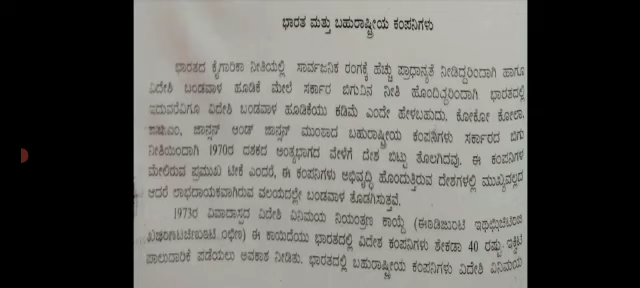 ಭಾರತ ಮತ್ತು ಬಹುರಾಷ್ಟ್ರೀಯ ಕಂಪನಿಗಳು
ಭಾರತದ ಕೈಗಾರಿಕಾ ನೀತಿಯಲ್ಲಿ ಸಾರ್ವಜನಿಕ ರಂಗಕ್ಕೆ ಹೆಚ್ಚು ಪ್ರಾಧಾನ್ಯತೆ ನೀಡಿದ್ದರಿಂದಾಗಿ ಹಾಗೂ
ವಿದೇಶಿ ಬಂಡವಾಳ ಹೂಡಿಕೆ ಮೇಲೆ ಸರ್ಕಾರ ಬಿಗುವಿನ ನೀತಿ ಹೊಂದಿದ್ದರಿಂದಾಗಿ ಭಾರತದಲ್ಲಿ
ಇದುವರೆವಿಗೂ ವಿದೇಶಿ ಬಂಡವಾಳ ಹೂಡಿಕೆಯು ಕಡಿಮೆ ಎಂದೇ ಹೇಳಬಹುದು. ಕೋಕೋ ಕೋಲಾ,
ಜಾನ್ಸನ್ ಆಂಡ್ ಜಾನ್ಸನ್ ಮುಂತಾದ ಬಹುರಾಷ್ಟ್ರೀಯ ಕಂಪನಿಗಳು ಸರ್ಕಾರದ ಬಿಗು
ನೀತಿಯಿಂದಾಗಿ 1970ರ ದಶಕದ ಅಂತ್ಯಭಾಗದ ವೇಳೆಗೆ ದೇಶ ಬಿಟ್ಟು ತೊಲಗಿದವು. ಈ ಕಂಪನಿಗಳ
ಮೇಲಿರುವ ಪ್ರಮುಖ ಟೀಕೆ ಎಂದರೆ, ಈ ಕಂಪನಿಗಳು ಅಭಿವೃದ್ಧಿ ಹೊಂದುತ್ತಿರುವ ದೇಶಗಳಲ್ಲಿ ಮುಖ್ಯವಲ್ಲದ
ಆದರೆ ಲಾಭದಾಯಕವಾಗಿರುವ ವಲಯದಲ್ಲೇ ಬಂಡವಾಳ ತೊಡಗಿಸುತ್ತವೆ.
1973ರ ವಿವಾದಾಸ್ಪದ ವಿದೇಶಿ ವಿನಿಮಯ ನಿಯಂತ್ರಣ ಕಾಯ್ದೆ
ಈ ಕಾಯಿದೆಯು ಭಾರತದಲ್ಲಿ ವಿದೇಶ ಕಂಪನಿಗಳು ಶೇಕಡಾ 40 ರಷ್ಟು
ಪಾಲುದಾರಿಕೆ ಪಡೆಯಲು ಅವಕಾಶ ನೀಡಿತು. ಭಾರತದಲ್ಲಿ ಬಹುರಾಷ್ಟ್ರೀಯ ಕಂಪನಿಗಳು ವಿದೇಶಿ ವಿನಿಮಯ